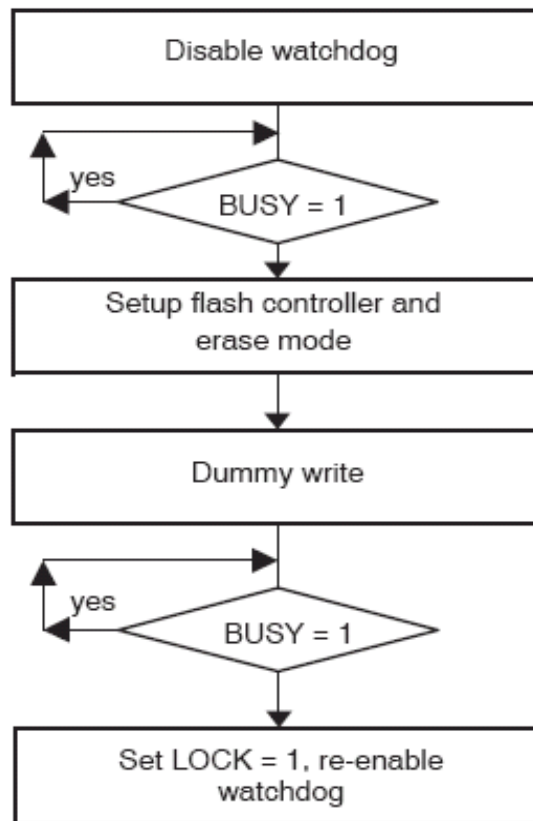 Disable watchdog
yes
BUSY = 1
Setup flash controller and
erase mode
Dummy write
yes
BUSY = 1
Set LOCK = 1, re-enable
watchdog